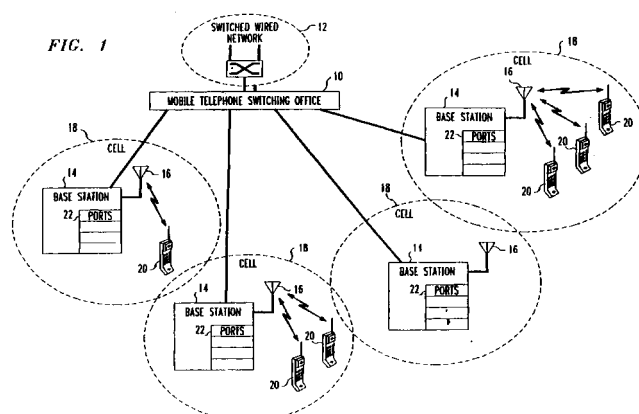 FIG. 1
SWITCHED WIRED
NETWORK
12
10
MOBILE TELEPHONE SWITCHING OFFICE
18
CELL
16
14
BASE STATION
22
PORTS
20
20
20
18
CELL
14
16
BASE STATION
22
PORTS
20
18
CELL
14
16
BASE STATION
22
PORTS
20
20
18
CELL
14
16
BASE STATION
22
PORTS